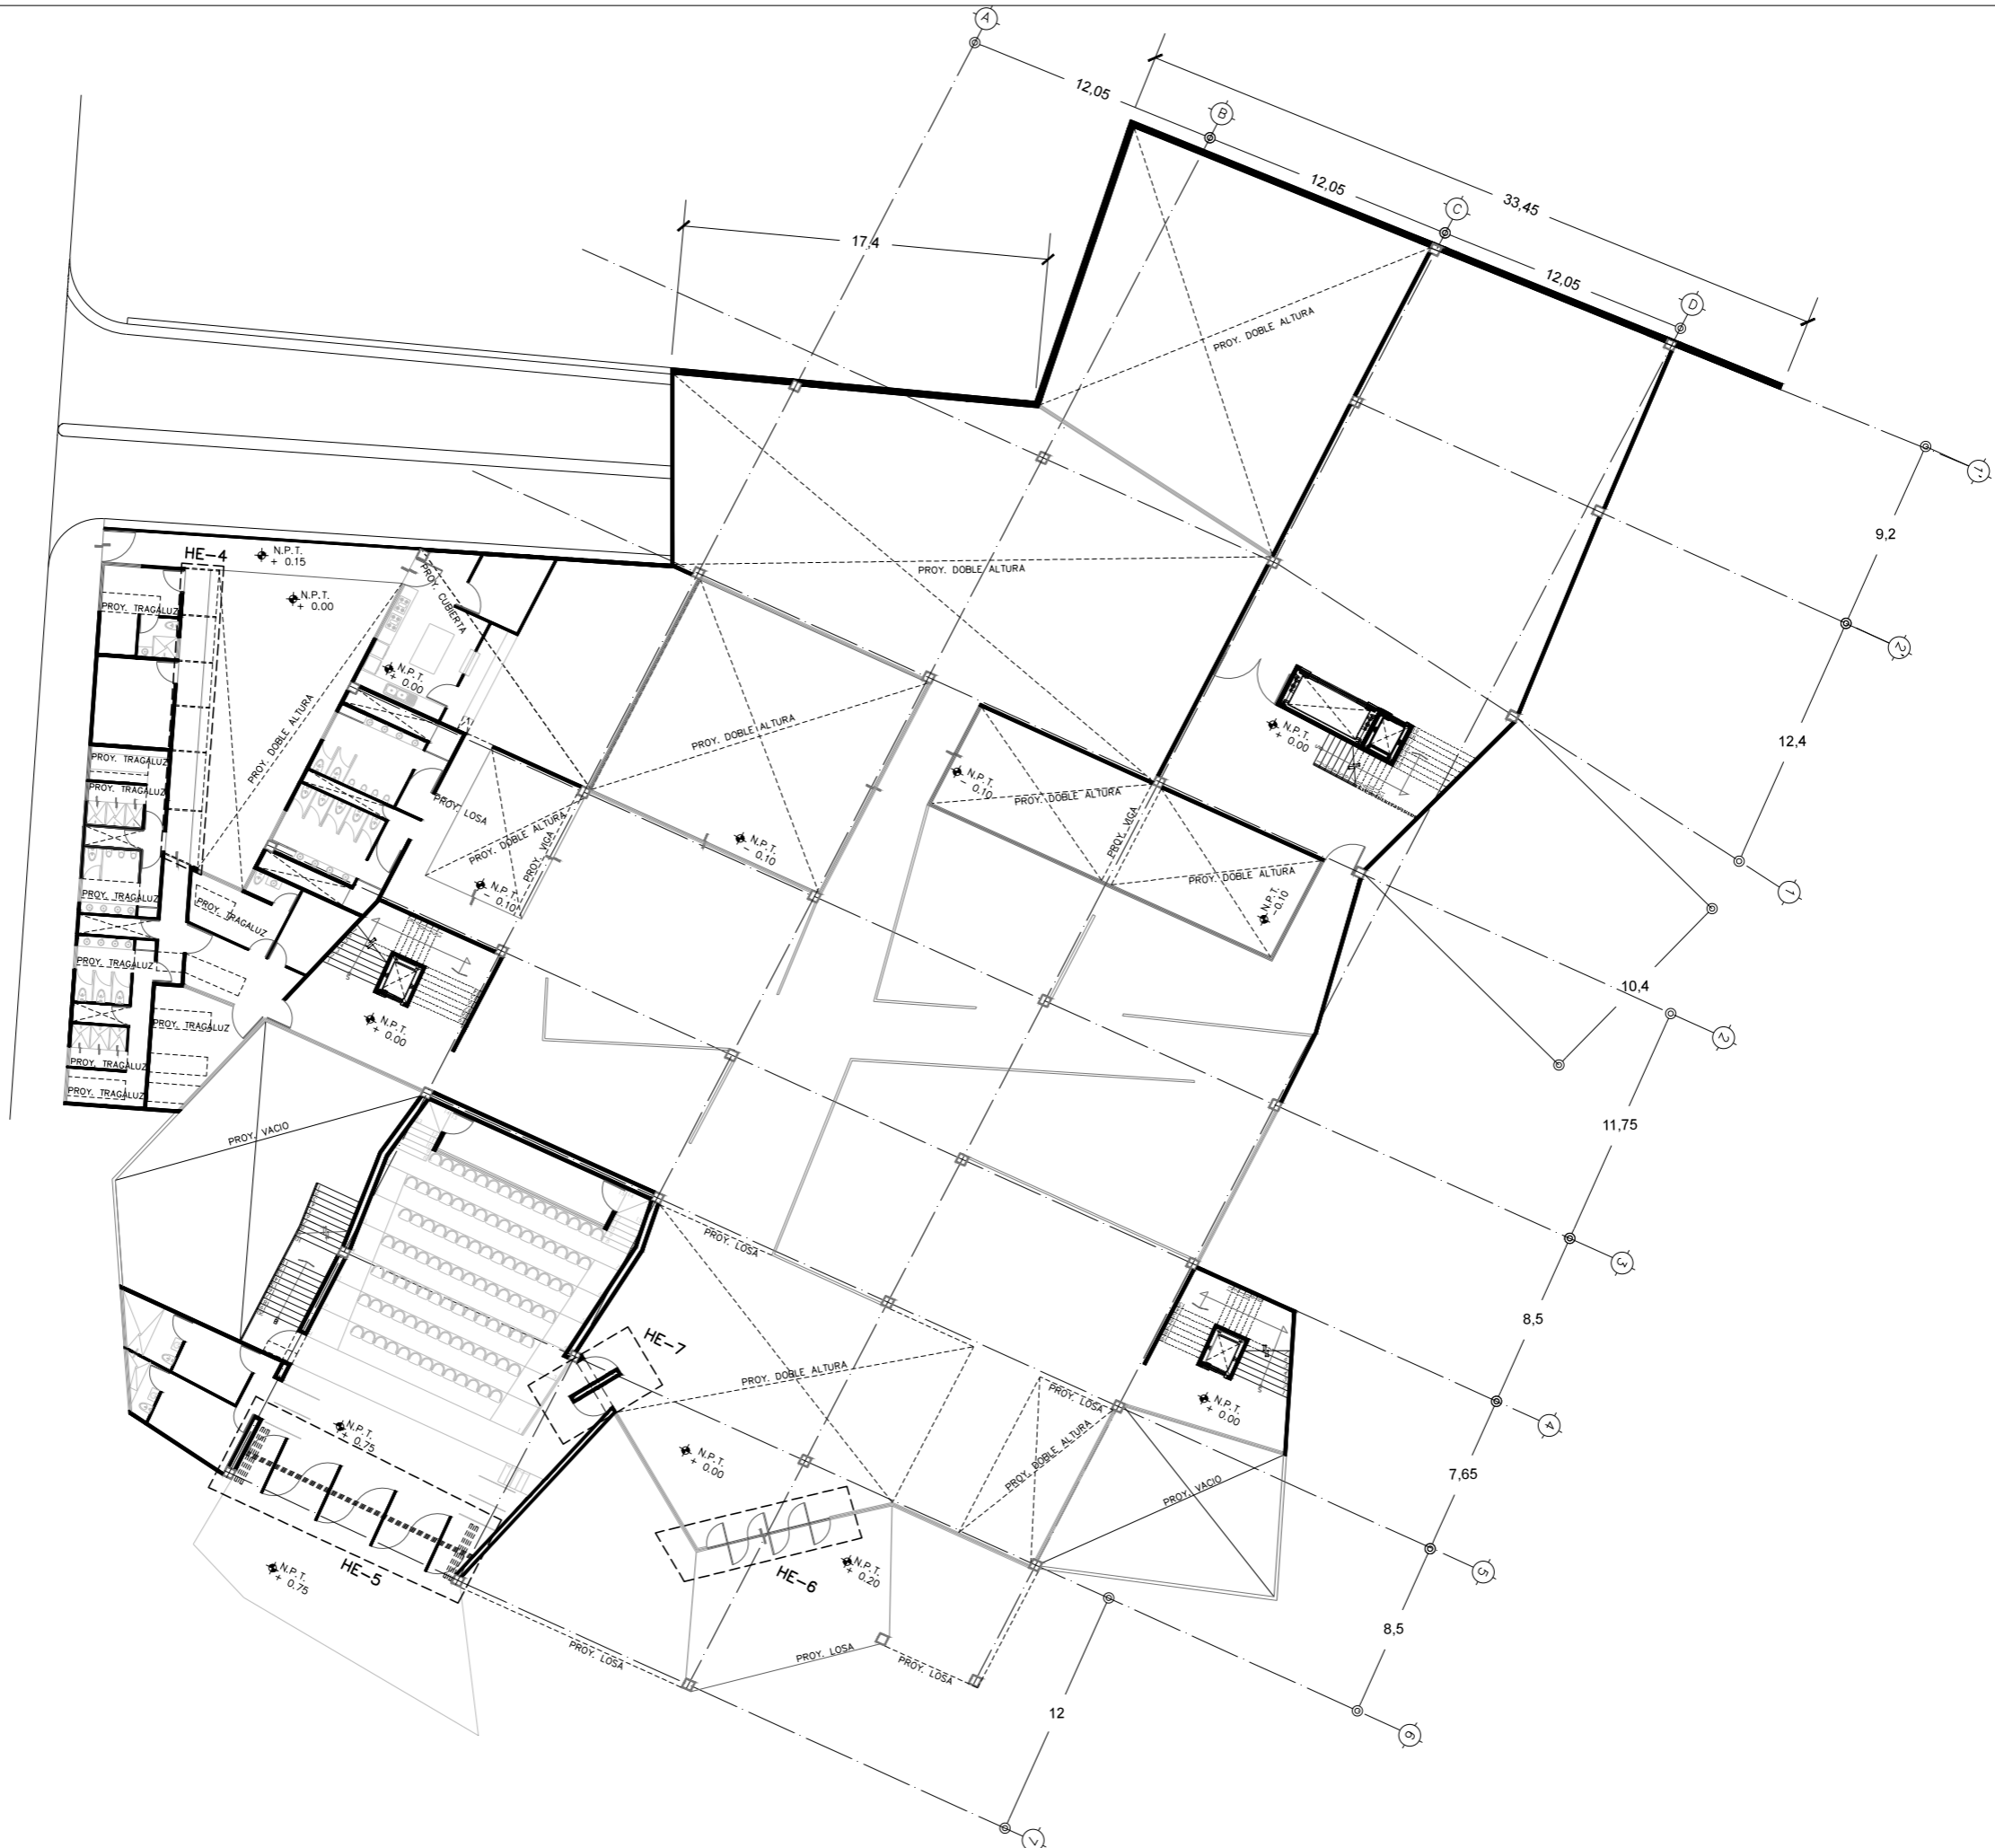 A
12,05
B
12,05
33,45
C
12,05
D
17,4
PROY. DOBLE ALTURA
1'
9,2
2'
12,4
1
10,4
2
11,75
3
8,5
4
7,65
5
8,5
6
12
7
HE-4
N.P.T.
+ 0.15
N.P.T.
+ 0.00
PROY. CUBIERTA
PROY. DOBLE ALTURA
PROY. TRAGALUZ
N.P.T.
+ 0.00
PROY. DOBLE ALTURA
PROY. DOBLE ALTURA
N.P.T.
+ 0.00
PROY. TRAGALUZ
PROY. TRAGALUZ
PROY. LOSA
PROY. DOBLE ALTURA
PROY. VIGA
N.P.T.
- 0.10
N.P.T.
- 0.10
N.P.T.
- 0.10
PROY. DOBLE ALTURA
PROY. VIGA
PROY. DOBLE ALTURA
N.P.T.
-0.10
PROY. TRAGALUZ
PROY. TRAGALUZ
PROY. TRAGALUZ
PROY. TRAGALUZ
N.P.T.
+ 0.00
PROY. TRAGALUZ
PROY. TRAGALUZ
PROY. VACIO
PROY. LOSA
HE-7
PROY. DOBLE ALTURA
PROY. LOSA
N.P.T.
+ 0.00
PROY. DOBLE ALTURA
PROY. VACIO
N.P.T.
+ 0.75
N.P.T.
+ 0.00
HE-5
N.P.T.
+ 0.75
HE-6
N.P.T.
+ 0.20
PROY. LOSA
PROY. LOSA
PROY. LOSA